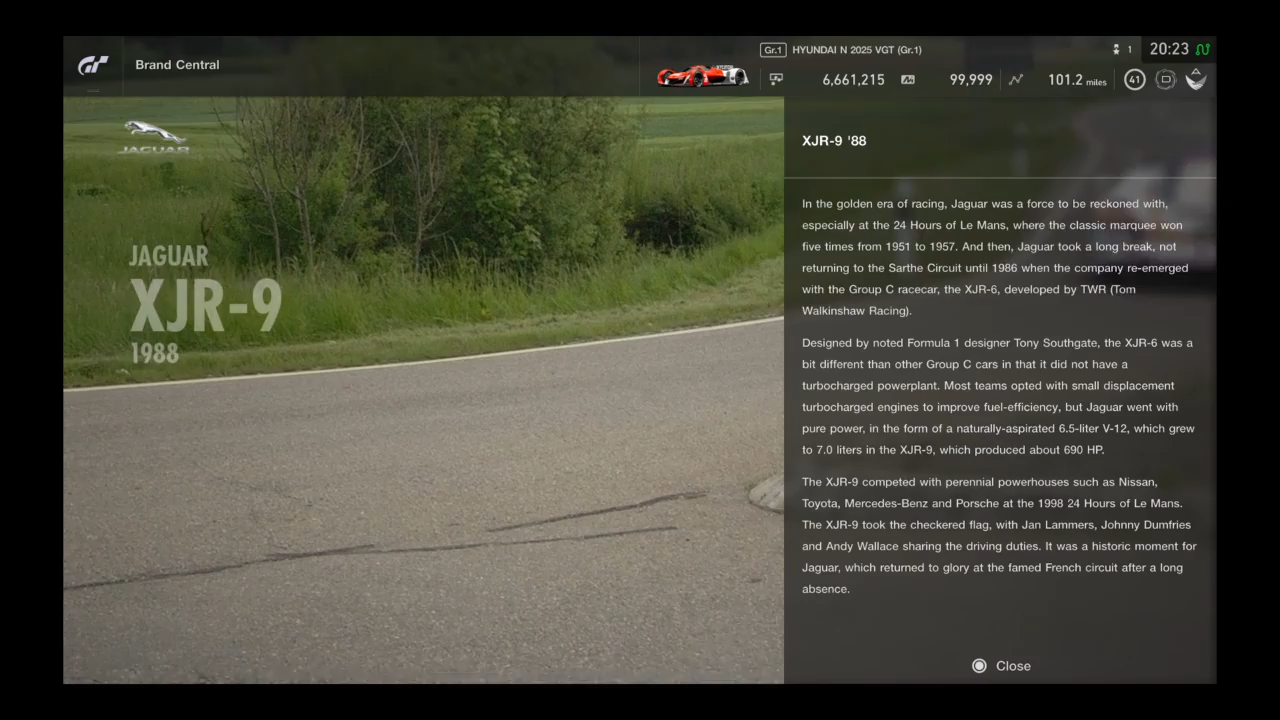 Brand Central
Gr.1 HYUNDAI N 2025 VGT (Gr.1)
1 20:23
6,661,215 99,999 101.2 miles 41
JAGUAR
JAGUAR
XJR-9
1988
XJR-9 '88
In the golden era of racing, Jaguar was a force to be reckoned with,
especially at the 24 Hours of Le Mans, where the classic marquee won
five times from 1951 to 1957. And then, Jaguar took a long break, not
returning to the Sarthe Circuit until 1986 when the company re-emerged
with the Group C racecar, the XJR-6, developed by TWR (Tom
Walkinshaw Racing).
Designed by noted Formula 1 designer Tony Southgate, the XJR-6 was a
bit different than other Group C cars in that it did not have a
turbocharged powerplant. Most teams opted with small displacement
turbocharged engines to improve fuel-efficiency, but Jaguar went with
pure power, in the form of a naturally-aspirated 6.5-liter V-12, which grew
to 7.0 liters in the XJR-9, which produced about 690 HP.
The XJR-9 competed with perennial powerhouses such as Nissan,
Toyota, Mercedes-Benz and Porsche at the 1998 24 Hours of Le Mans.
The XJR-9 took the checkered flag, with Jan Lammers, Johnny Dumfries
and Andy Wallace sharing the driving duties. It was a historic moment for
Jaguar, which returned to glory at the famed French circuit after a long
absence.
Close